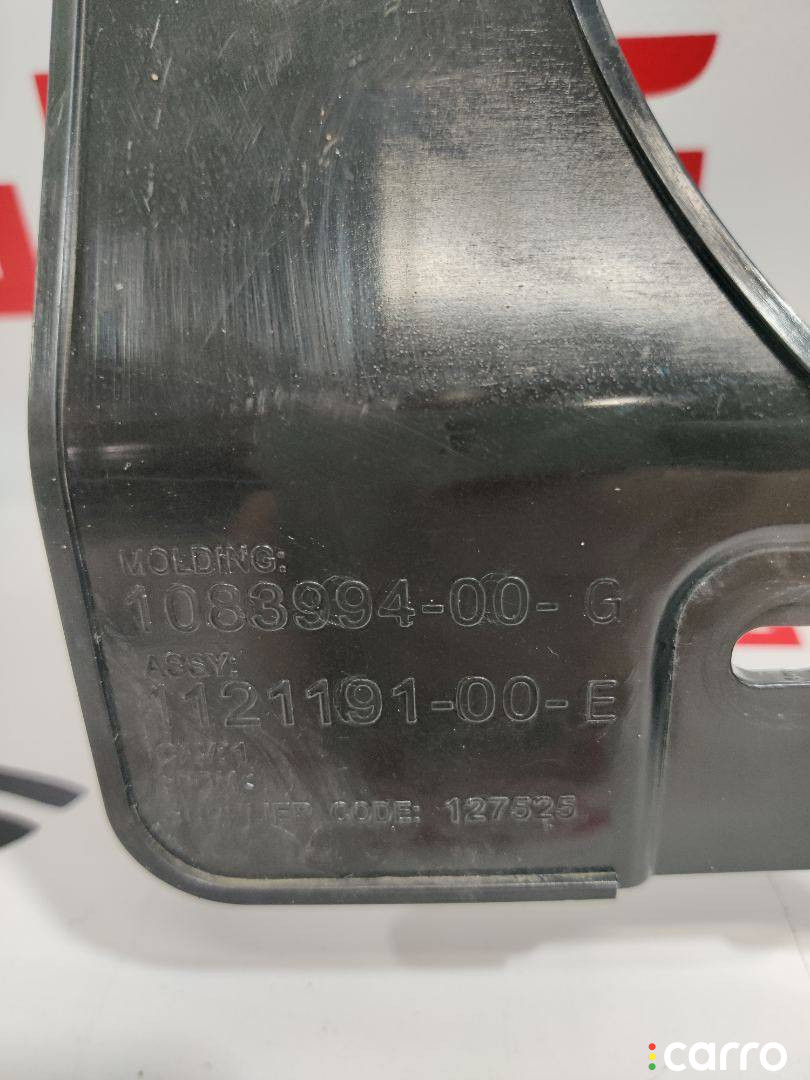 MOLDING:
1083994-00- G
ASSY:
1121191-00-E
CODE: 127525
carro